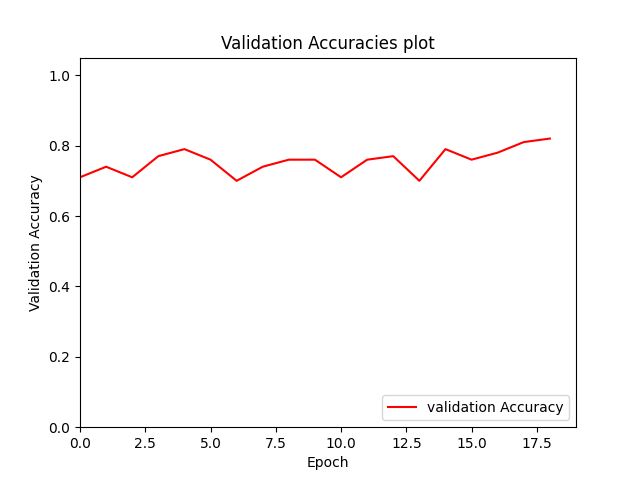 Validation Accuracies plot
Validation Accuracy
1.0
0.8
0.6
0.4
0.2
0.0
validation Accuracy
0.0 2.5 5.0 7.5 10.0 12.5 15.0 17.5
Epoch